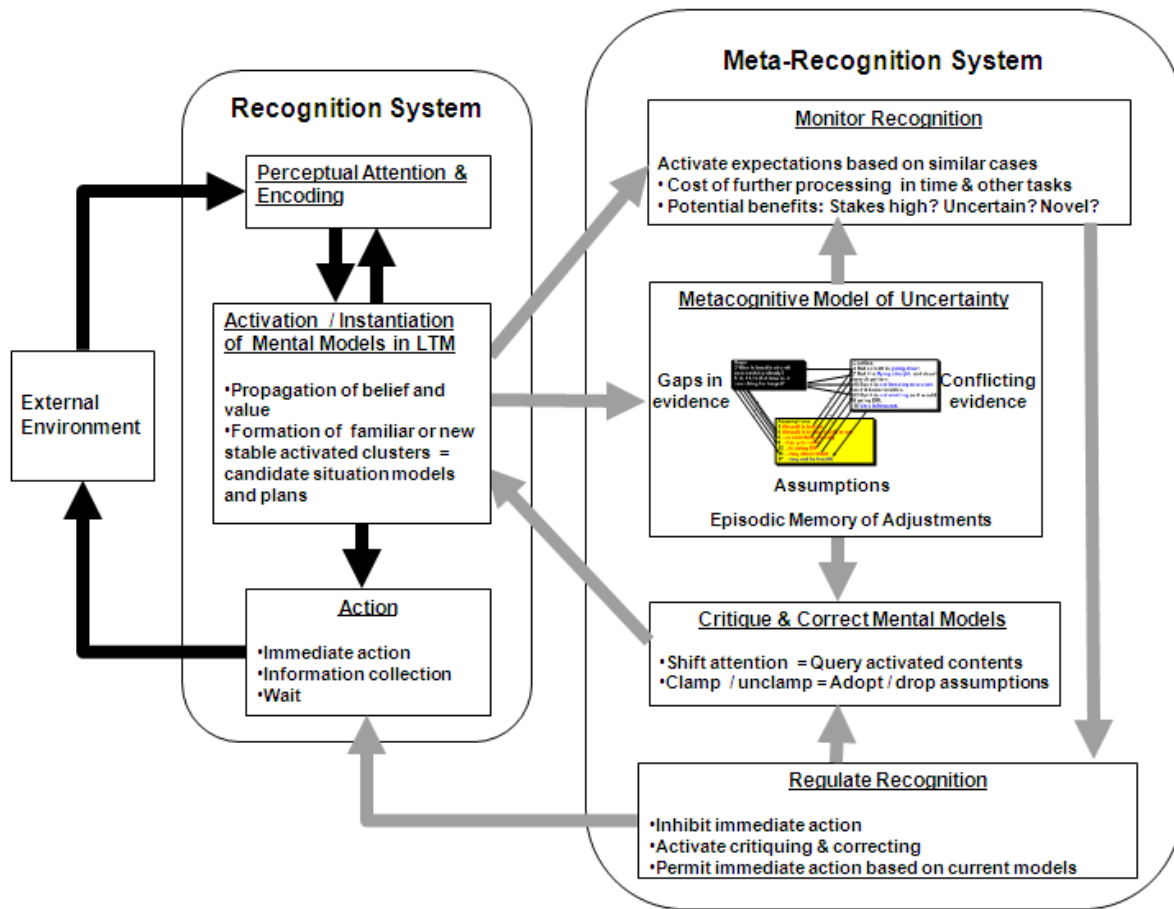 Meta-Recognition System
Recognition System
Monitor Recognition
Activate expectations based on similar cases
•Cost of further processing in time & other tasks
•Potential benefits: Stakes high? Uncertain? Novel?
Perceptual Attention &
Encoding
Metacognitive Model of Uncertainty
Gaps in
evidence
Conflicting
evidence
Assumptions
Episodic Memory of Adjustments
Activation / Instantiation
of Mental Models in LTM
•Propagation of belief and
value
•Formation of familiar or new
stable activated clusters =
candidate situation models
and plans
External
Environment
Action
•Immediate action
•Information collection
•Wait
Critique & Correct Mental Models
•Shift attention = Query activated contents
•Clamp / unclamp = Adopt / drop assumptions
Regulate Recognition
•Inhibit immediate action
•Activate critiquing & correcting
•Permit immediate action based on current models